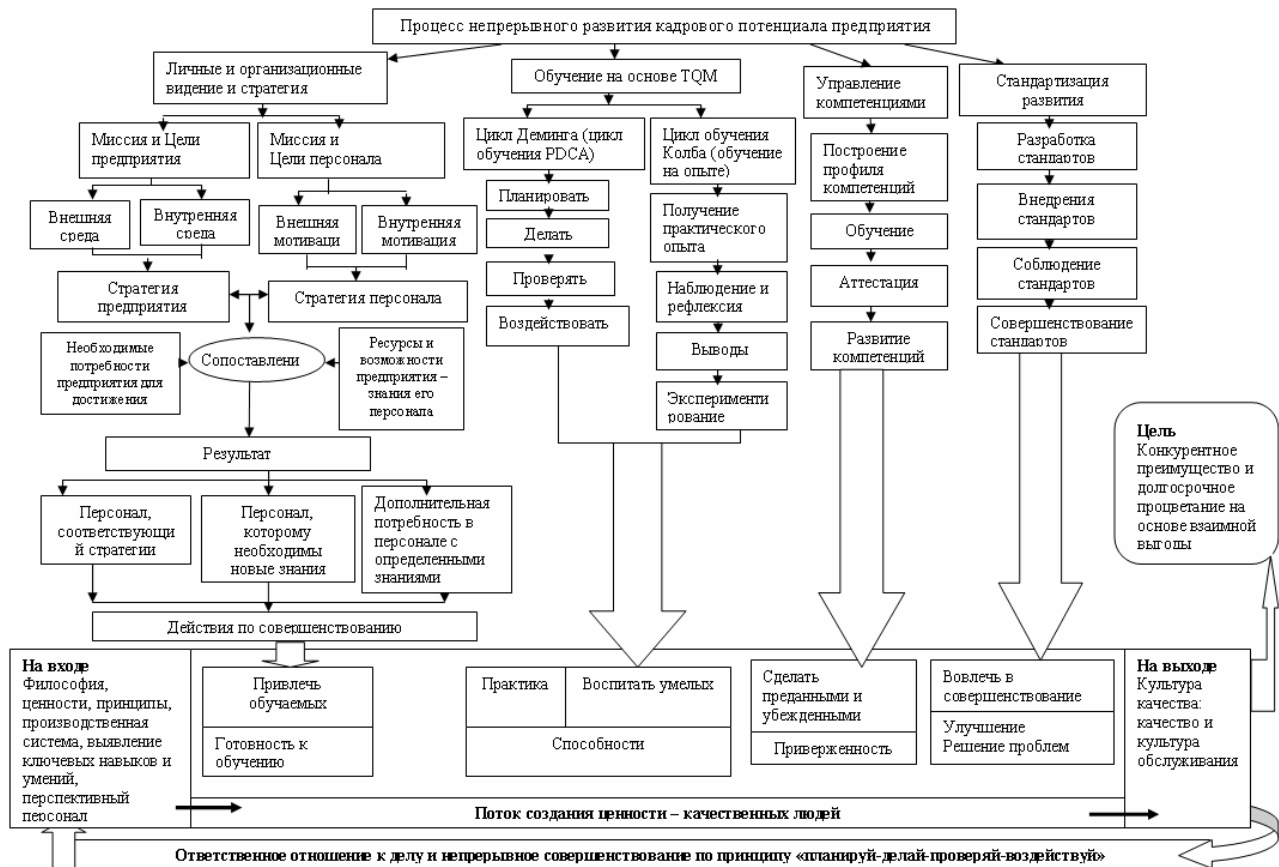 Процесс непрерывного развития кадрового потенциала предприятия
Личные и организационные
видение и стратегия
Миссия и Цели
предприятия
Миссия и
Цели персонала
Внешняя
среда
Внутренняя
среда
Внешняя
мотиваци
Внутренняя
мотивация
Стратегия
предприятия
Стратегия персонала
Необходимые
потребности
предприятия для
достижения
Сопоставлени
Ресурсы и
возможности
предприятия –
знания его
персонала
Результат
Персонал,
соответствующи
й стратегии
Персонал,
которому
необходимы
новые знания
Дополнительная
потребность в
персонале с
определенными
знаниями
Действия по совершенствованию
Обучение на основе TQM
Цикл Деминга (цикл
обучения PDCA)
Планировать
Делать
Проверять
Воздействовать
Цикл обучения
Колба (обучение
на опыте)
Получение
практического
опыта
Наблюдение и
рефлексия
Выводы
Эксперименти
рование
Управление
компетенциями
Построение
профиля
компетенций
Обучение
Аттестация
Развитие
компетенций
Стандартизация
развития
Разработка
стандартов
Внедрения
стандартов
Соблюдение
стандартов
Совершенствование
стандартов
Цель
Конкурентное
преимущество и
долгосрочное
процветание на
основе взаимной
выгоды
На входе
Философия,
ценности, принципы,
производственная
система, выявление
ключевых навыков и
умений,
перспективный
персонал
Привлечь
обучаемых
Готовность к
обучению
Практика
Воспитать умелых
Способности
Сделать
преданными и
убежденными
Приверженность
Вовлечь в
совершенствование
Улучшение
Решение проблем
На выходе
Культура
качества:
качество и
культура
обслуживания
Поток создания ценности – качественных людей
Ответственное отношение к делу и непрерывное совершенствование по принципу «планируй-делай-проверяй-воздействуй»